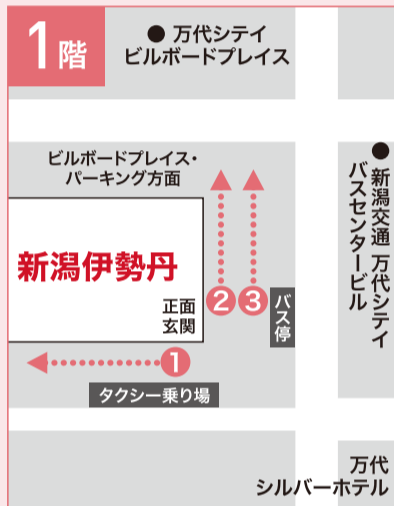 1階
● 万代シテイ
ビルボードプレイス
ビルボードプレイス・
パーキング方面
● 新潟交通 万代シテイ
バスセンタービル
新潟伊勢丹
正面
玄関
2
3
バス停
1
タクシー乗り場
万代
シルバーホテル